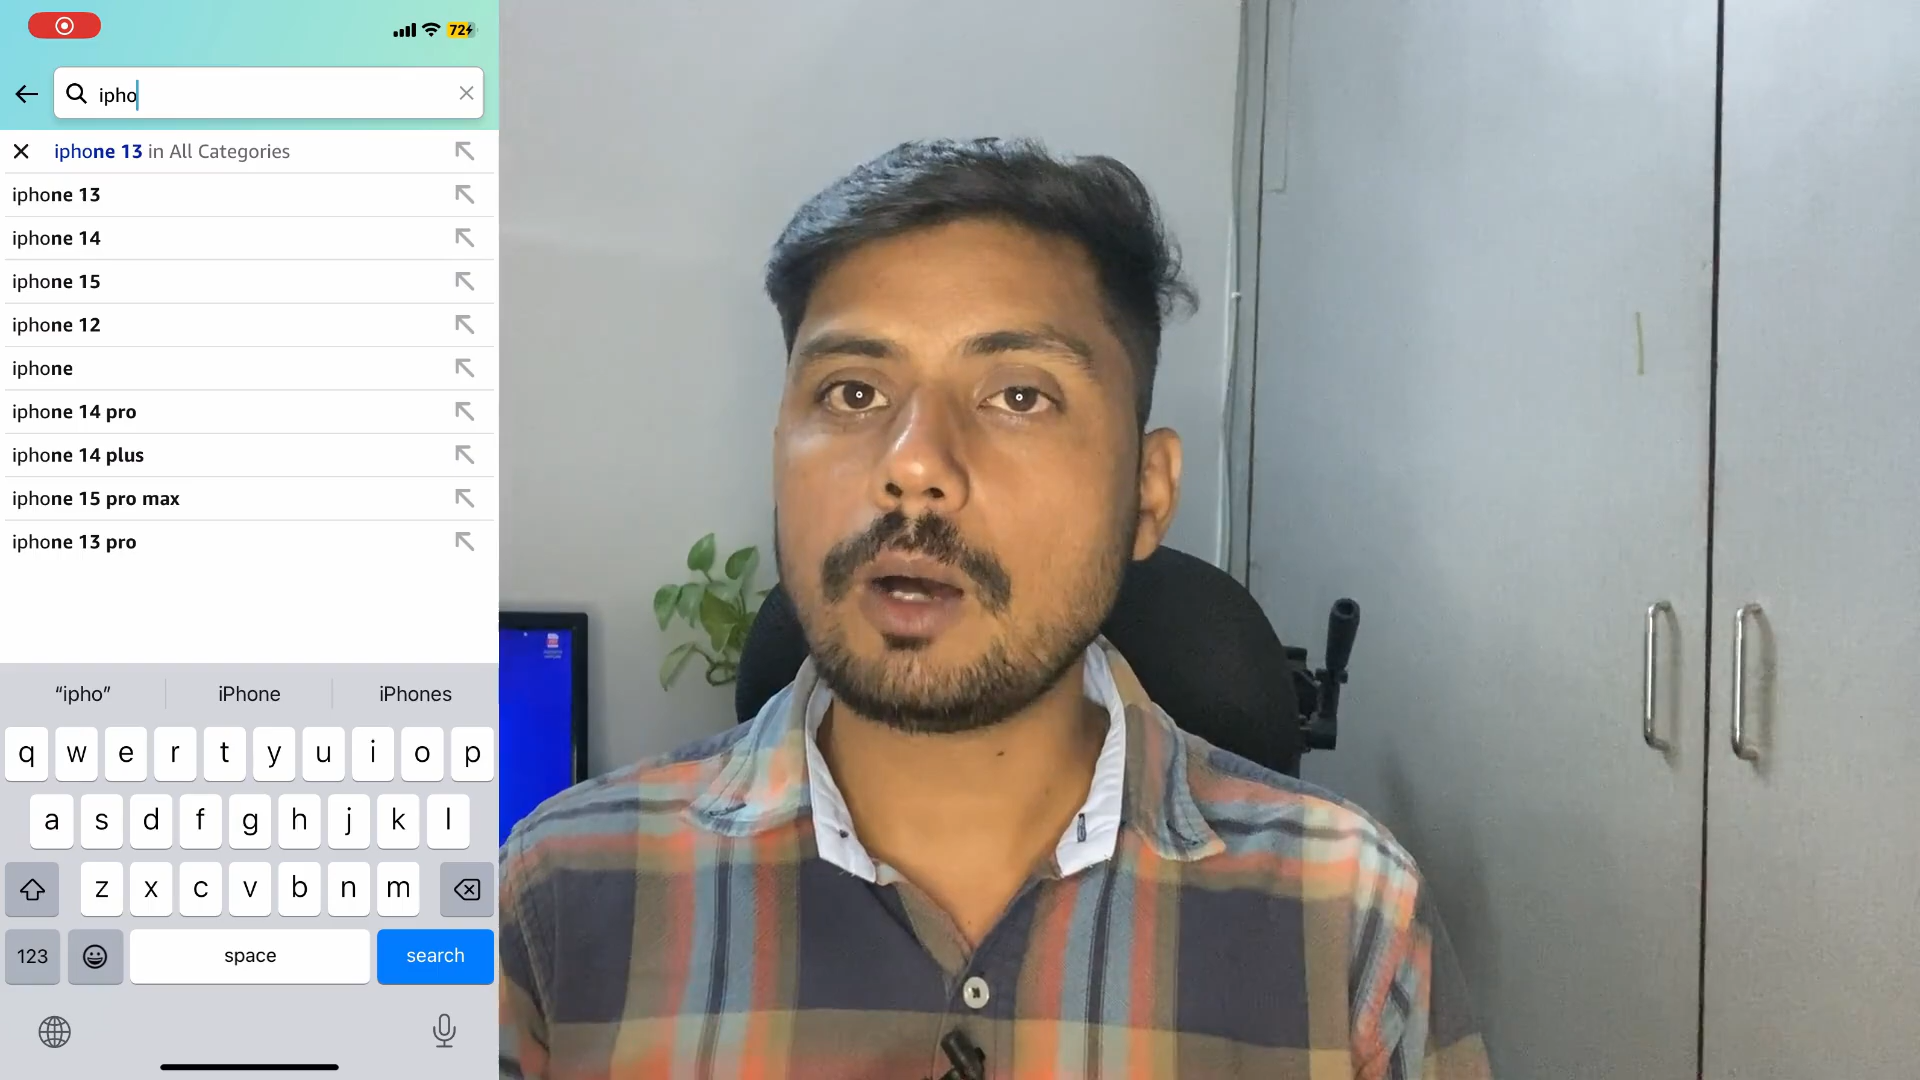 72
ipho
iphone 13 in All Categories
iphone 13
iphone 14
iphone 15
iphone 12
iphone
iphone 14 pro
iphone 14 plus
iphone 15 pro max
iphone 13 pro
“ipho” iPhone iPhones
q w e r t y u i o p
a s d f g h j k l
z x c v b n m
123 space search